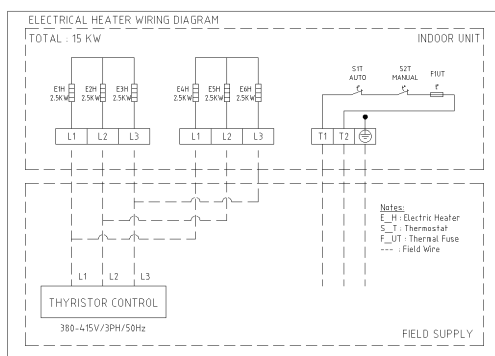 ELECTRICAL HEATER WIRING DIAGRAM
TOTAL : 15 KW
INDOOR UNIT
E1H
2.5KW
E2H
2.5KW
E3H
2.5KW
E4H
2.5KW
E5H
2.5KW
E6H
2.5KW
S1T
AUTO
S2T
MANUAL
F1UT
L1 L2 L3
L1 L2 L3
T1 T2
Notes:
E__H : Electric Heater
S__T : Thermostat
F__UT : Thermal Fuse
--- : Field Wire
L1 L2 L3
THYRISTOR CONTROL
380-415V/3PH/50Hz
FIELD SUPPLY